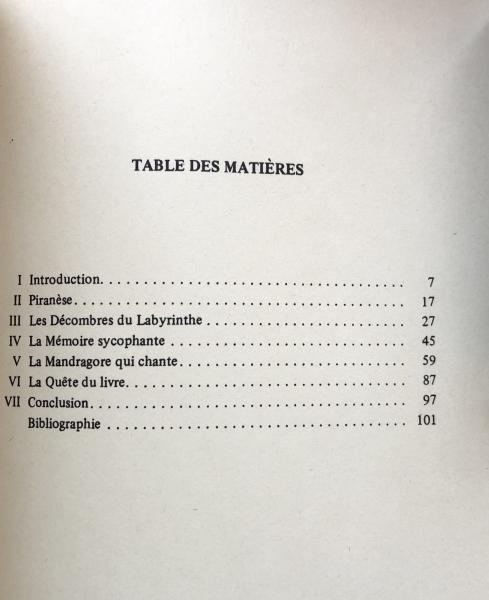 TABLE DES MATIÈRES
I Introduction. . . . . . . . . . . . . . . . . . . . . . . . . . . . . . . . . . . . . 7
II Piranèse. . . . . . . . . . . . . . . . . . . . . . . . . . . . . . . . . . . . . . . 17
III Les Décombres du Labyrinthe . . . . . . . . . . . . . . . . . . . . . . . 27
IV La Mémoire sycophante . . . . . . . . . . . . . . . . . . . . . . . . . . . . 45
V La Mandragore qui chante. . . . . . . . . . . . . . . . . . . . . . . . . . . 59
VI La Quête du livre. . . . . . . . . . . . . . . . . . . . . . . . . . . . . . . . . 87
VII Conclusion. . . . . . . . . . . . . . . . . . . . . . . . . . . . . . . . . . . . . 97
Bibliographie . . . . . . . . . . . . . . . . . . . . . . . . . . . . . . . . . . . 101